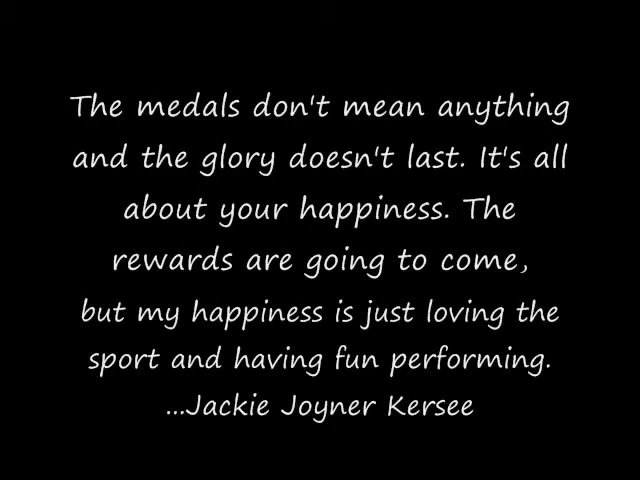 The medals don't mean anything
and the glory doesn't last. It's all
about your happiness. The
rewards are going to come,
but my happiness is just loving the
sport and having fun performing.
...Jackie Joyner Kersee